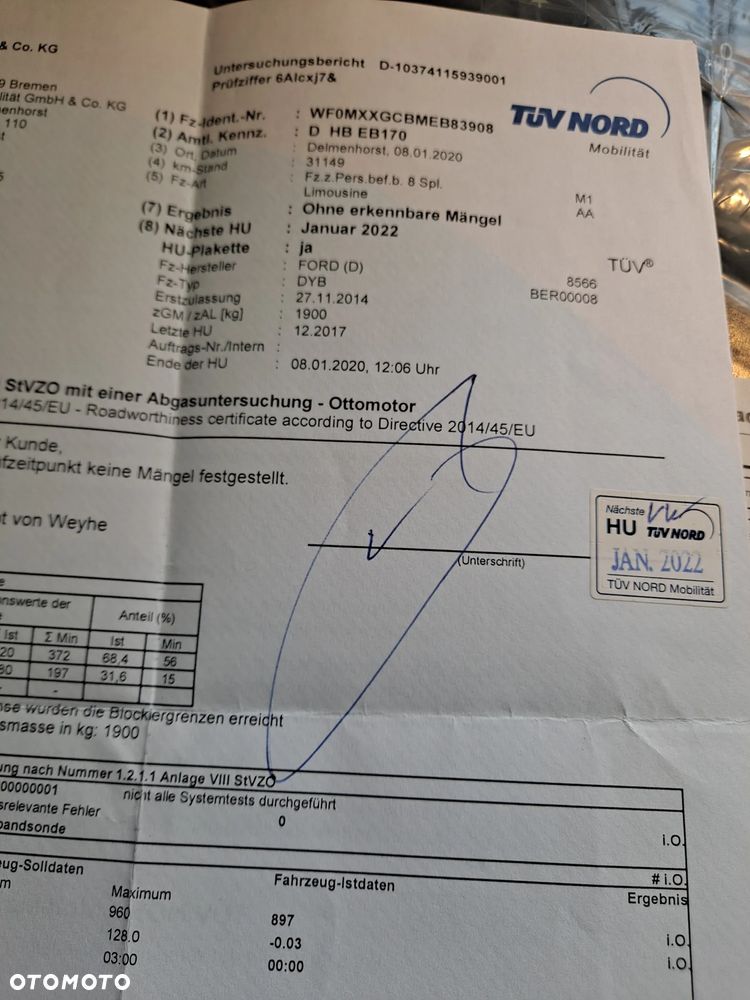 & Co. KG
Untersuchungsbericht D-10374115939001
Prüfziffer 6Alcxj7&
9 Bremen
lität GmbH & Co. KG
menhorst
110
(1) Fz-Ident.-Nr. : WF0MXXGCBMEB83908
(2) Amtl. Kennz. : D HB EB170
(3) Ort, Datum : Delmenhorst, 08.01.2020
(4) km-Stand : 31149
(5) Fz-Art : Fz.z.Pers.bef.b. 8 Spl. M1
Limousine AA
TÜV NORD
Mobilität
(7) Ergebnis : Ohne erkennbare Mängel
(8) Nächste HU : Januar 2022
HU-Plakette : ja
TÜV®
Fz-Hersteller : FORD (D) 8566
Fz-Typ : DYB BER00008
Erstzulassung : 27.11.2014
zGM / zAL [kg] : 1900
Letzte HU : 12.2017
Auftrags-Nr./Intern :
Ende der HU : 08.01.2020, 12:06 Uhr
StVZO mit einer Abgasuntersuchung - Ottomotor
014/45/EU - Roadworthiness certificate according to Directive 2014/45/EU
Kunde,
fzeitpunkt keine Mängel festgestellt.
t von Weyhe
(Unterschrift)
Nächste
HU TÜV NORD
JAN. 2022
TÜV NORD Mobilität
onswerte der Anteil (%)
Ist Σ Min Ist Min
20 372 68,4 56
80 197 31,6 15
- -
hse wurden die Blockiergrenzen erreicht
smasse in kg: 1900
ung nach Nummer 1.2.1.1 Anlage VIII StVZO
00000001 nicht alle Systemtests durchgeführt
srelevante Fehler 0 i.O.
bandsonde # i.O.
eug-Solldaten Fahrzeug-Istdaten Ergebnis
m Maximum
960 897 i.O.
128.0 -0.03 i.O.
03:00 00:00
OTOMOTO